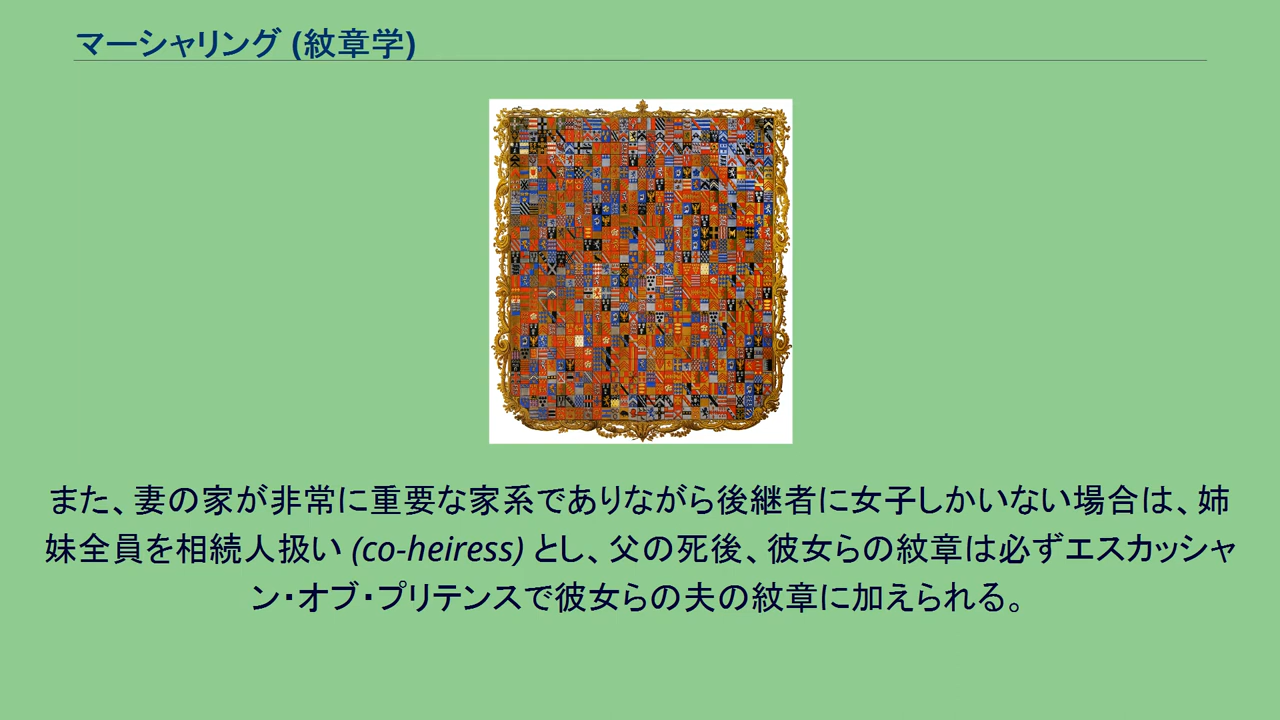 マーシャリング (紋章学)
また、妻の家が非常に重要な家系でありながら後継者に女子しかいない場合は、姉
妹全員を相続人扱い (co-heiress) とし、父の死後、彼女らの紋章は必ずエスカッシャ
ン・オブ・プリテンスで彼女らの夫の紋章に加えられる。